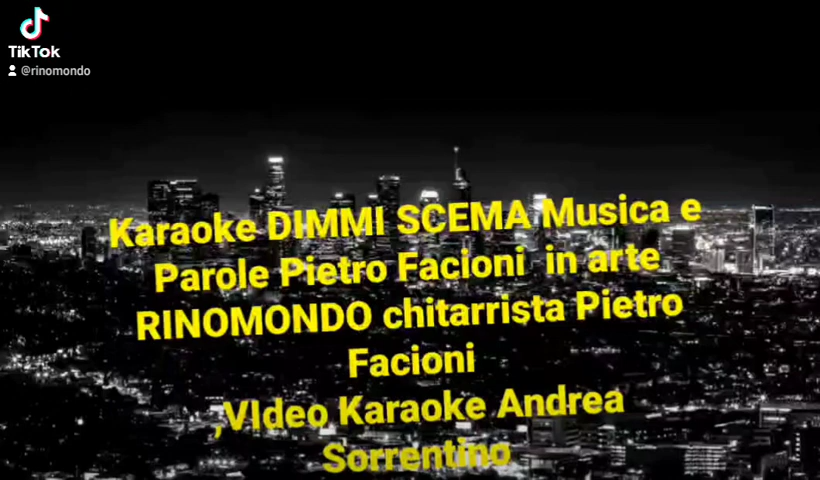 TikTok
@rinomondo
Karaoke DIMMI SCEMA Musica e
Parole Pietro Facioni in arte
RINOMONDO chitarrista Pietro
Facioni
,VIdeo Karaoke Andrea
Sorrentino